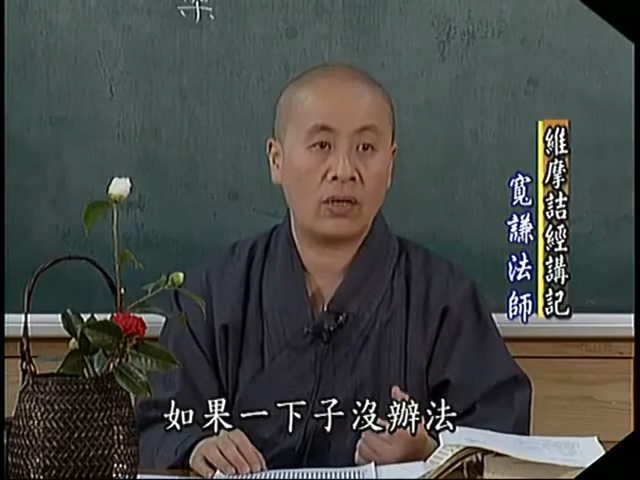 維摩詰經講記
寬謙法師
如果一下子沒辦法